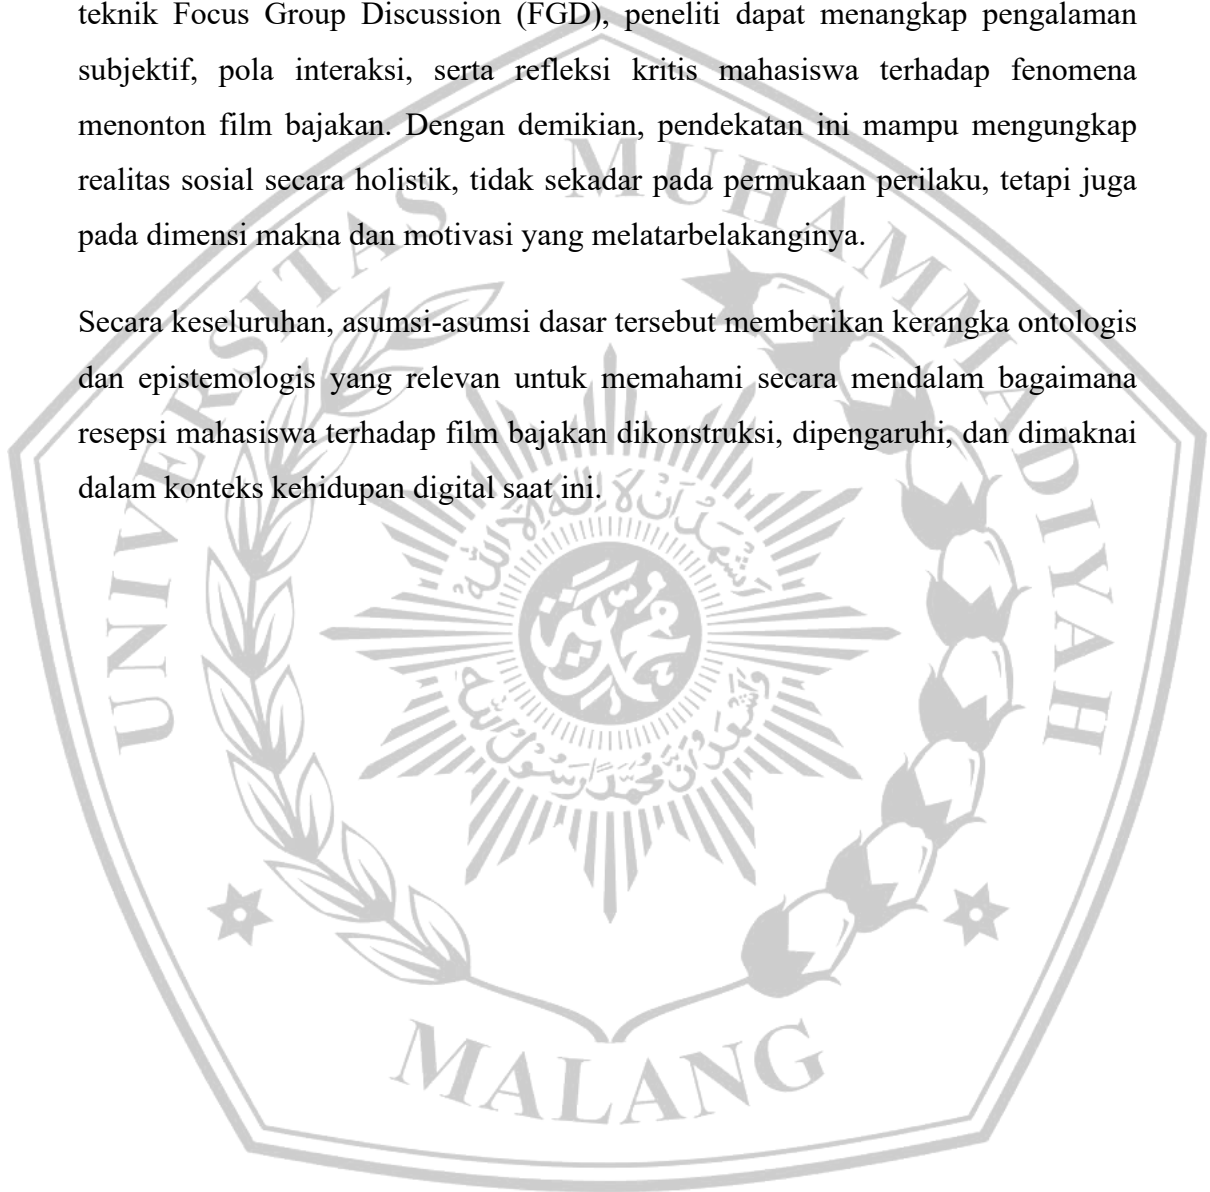 teknik Focus Group Discussion (FGD), peneliti dapat menangkap pengalaman
subjektif, pola interaksi, serta refleksi kritis mahasiswa terhadap fenomena
menonton film bajakan. Dengan demikian, pendekatan ini mampu mengungkap
realitas sosial secara holistik, tidak sekadar pada permukaan perilaku, tetapi juga
pada dimensi makna dan motivasi yang melatarbelakanginya.
Secara keseluruhan, asumsi-asumsi dasar tersebut memberikan kerangka ontologis
dan epistemologis yang relevan untuk memahami secara mendalam bagaimana
resepsi mahasiswa terhadap film bajakan dikonstruksi, dipengaruhi, dan dimaknai
dalam konteks kehidupan digital saat ini.
UNIVERSITAS MUHAMMADIYAH
MALANG